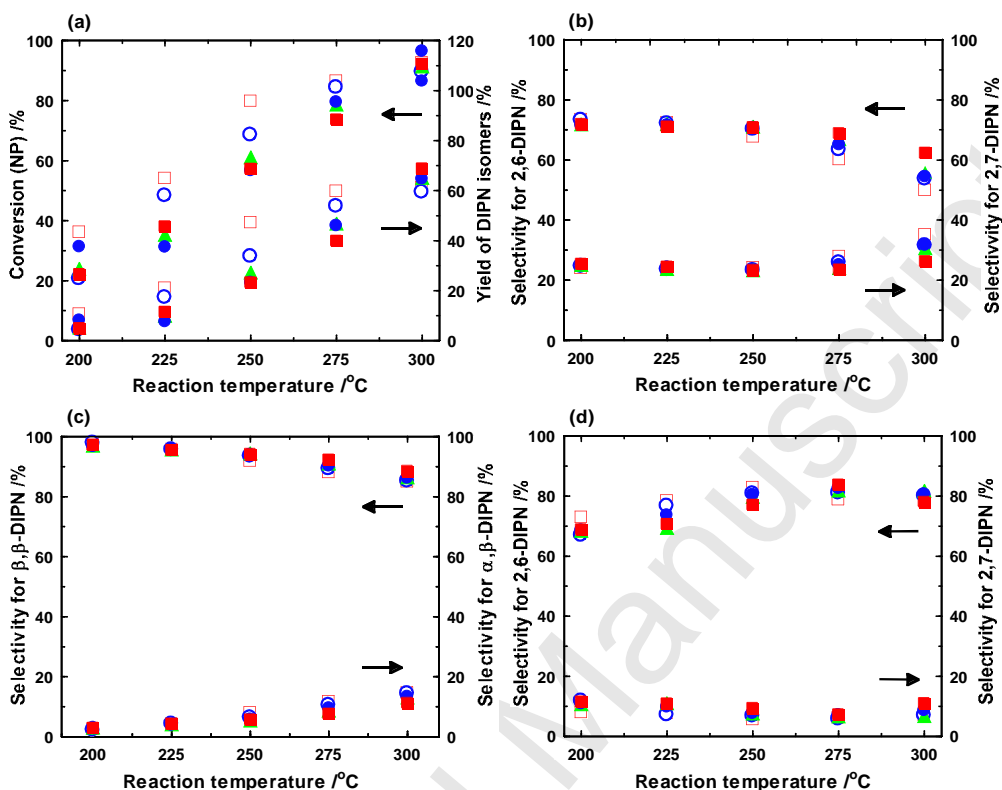 (a)
100
80
60
40
20
0
Conversion (NP) /%
120
100
80
60
40
20
0
Yield of DIPN isomers /%
200 225 250 275 300
Reaction temperature /°C
(b)
100
80
60
40
20
0
Selectivity for 2,6-DIPN /%
100
80
60
40
20
0
Selectivvity for 2,7-DIPN /%
200 225 250 275 300
Reaction temperature /°C
(c)
100
80
60
40
20
0
Selectivity for β,β-DIPN /%
100
80
60
40
20
0
Selectivity for α,β-DIPN /%
200 225 250 275 300
Reaction temperature /°C
(d)
100
80
60
40
20
0
Selectivity for 2,6-DIPN /%
100
80
60
40
20
0
Selectivity for 2,7-DIPN /%
200 225 250 275 300
Reaction temperature /°C
Manuscript